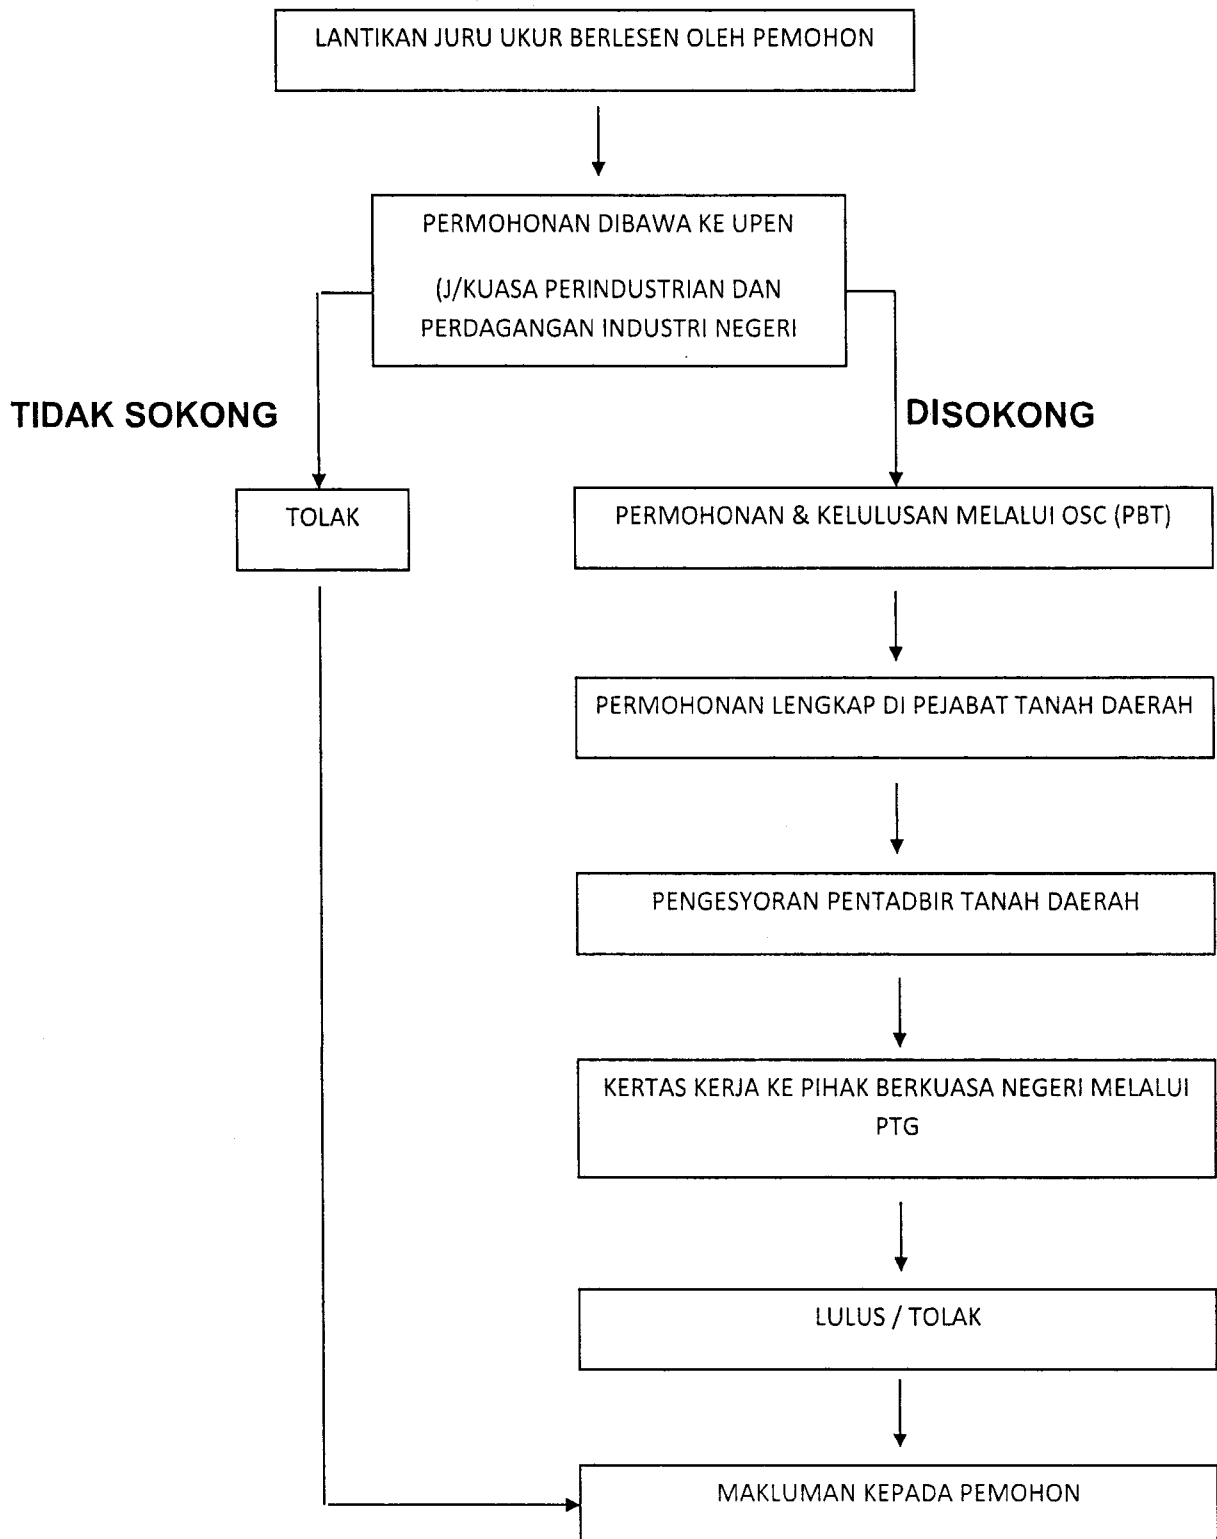 LANTIKAN JURU UKUR BERLESEN OLEH PEMOHON
PERMOHONAN DIBAWA KE UPEN
(J/KUASA PERINDUSTRIAN DAN
PERDAGANGAN INDUSTRI NEGERI
TIDAK SOKONG
DISOKONG
TOLAK
PERMOHONAN & KELULUSAN MELALUI OSC (PBT)
PERMOHONAN LENGKAP DI PEJABAT TANAH DAERAH
PENGESYORAN PENTADBIR TANAH DAERAH
KERTAS KERJA KE PIHAK BERKUASA NEGERI MELALUI
PTG
LULUS / TOLAK
MAKLUMAN KEPADA PEMOHON